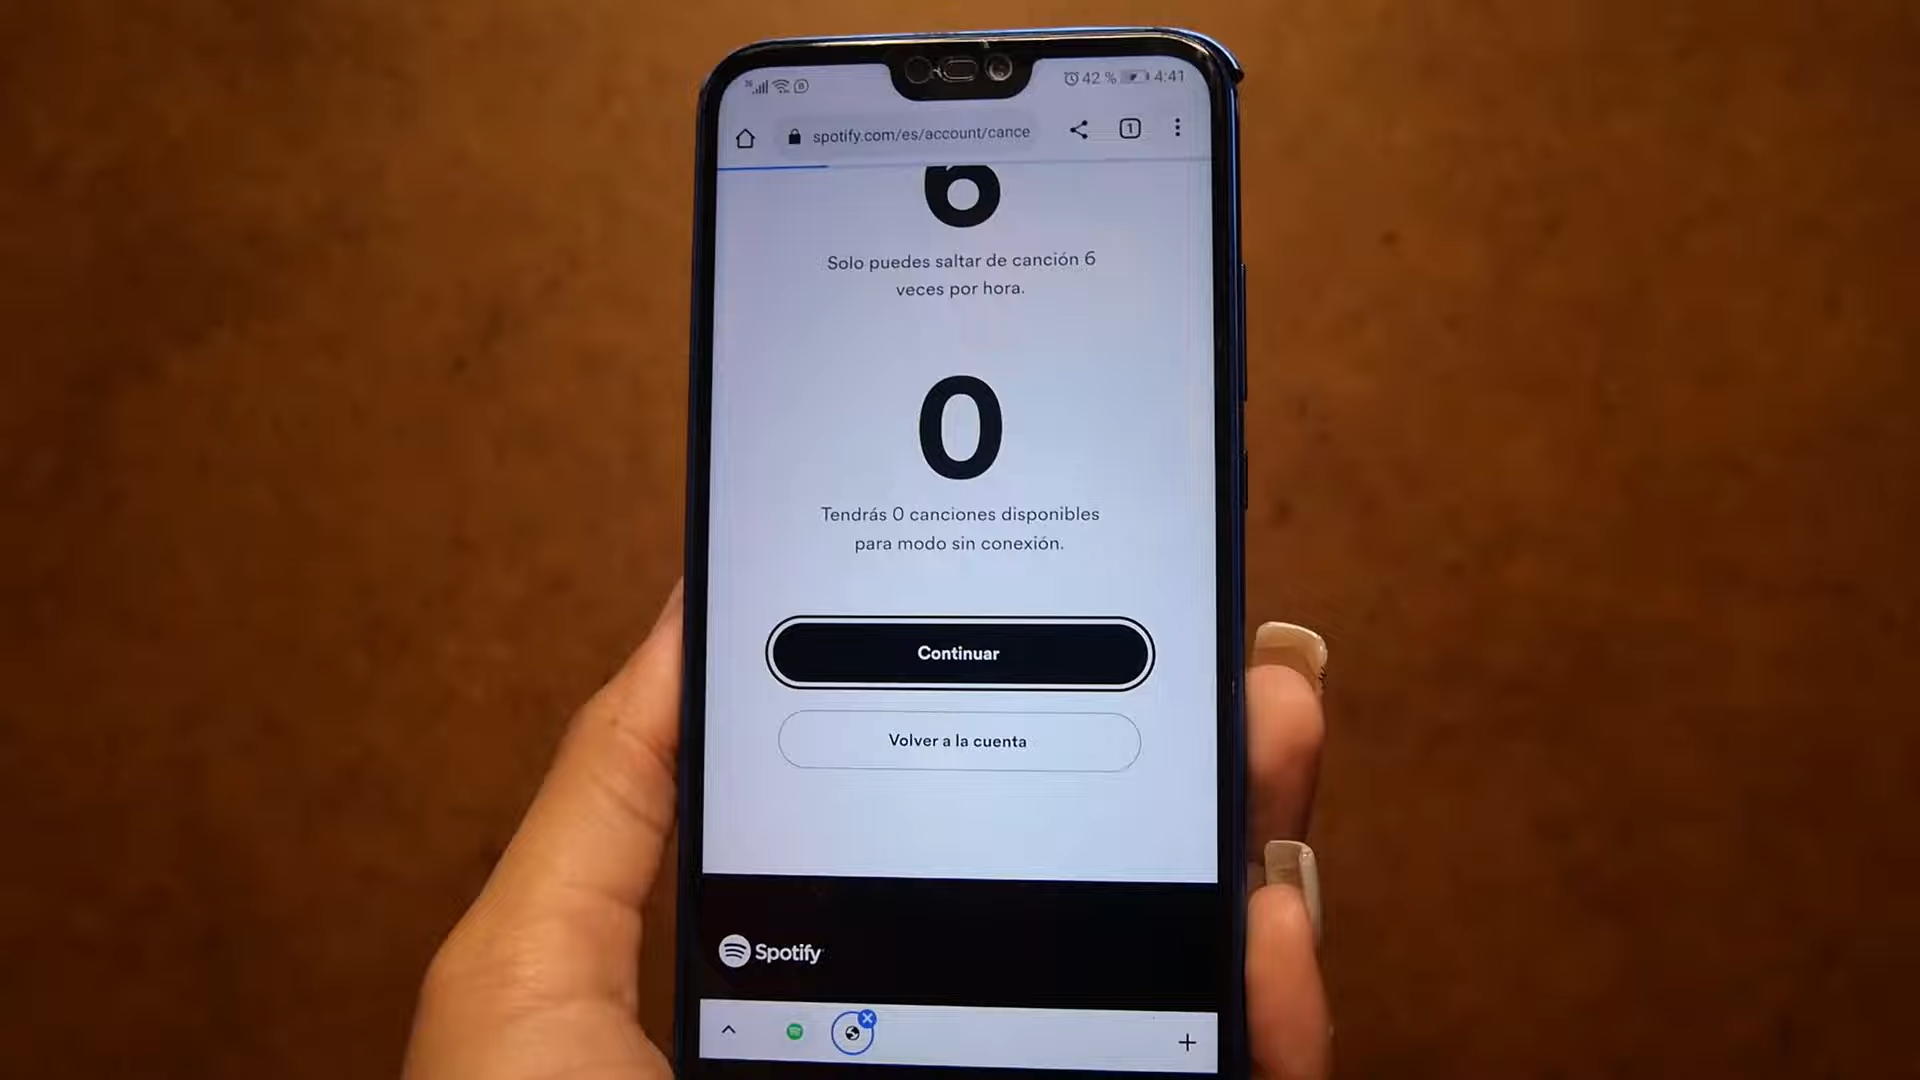 42 % 4:41
spotify.com/es/account/cance
1
6
Solo puedes saltar de canción 6
veces por hora.
0
Tendrás 0 canciones disponibles
para modo sin conexión.
Continuar
Volver a la cuenta
Spotify